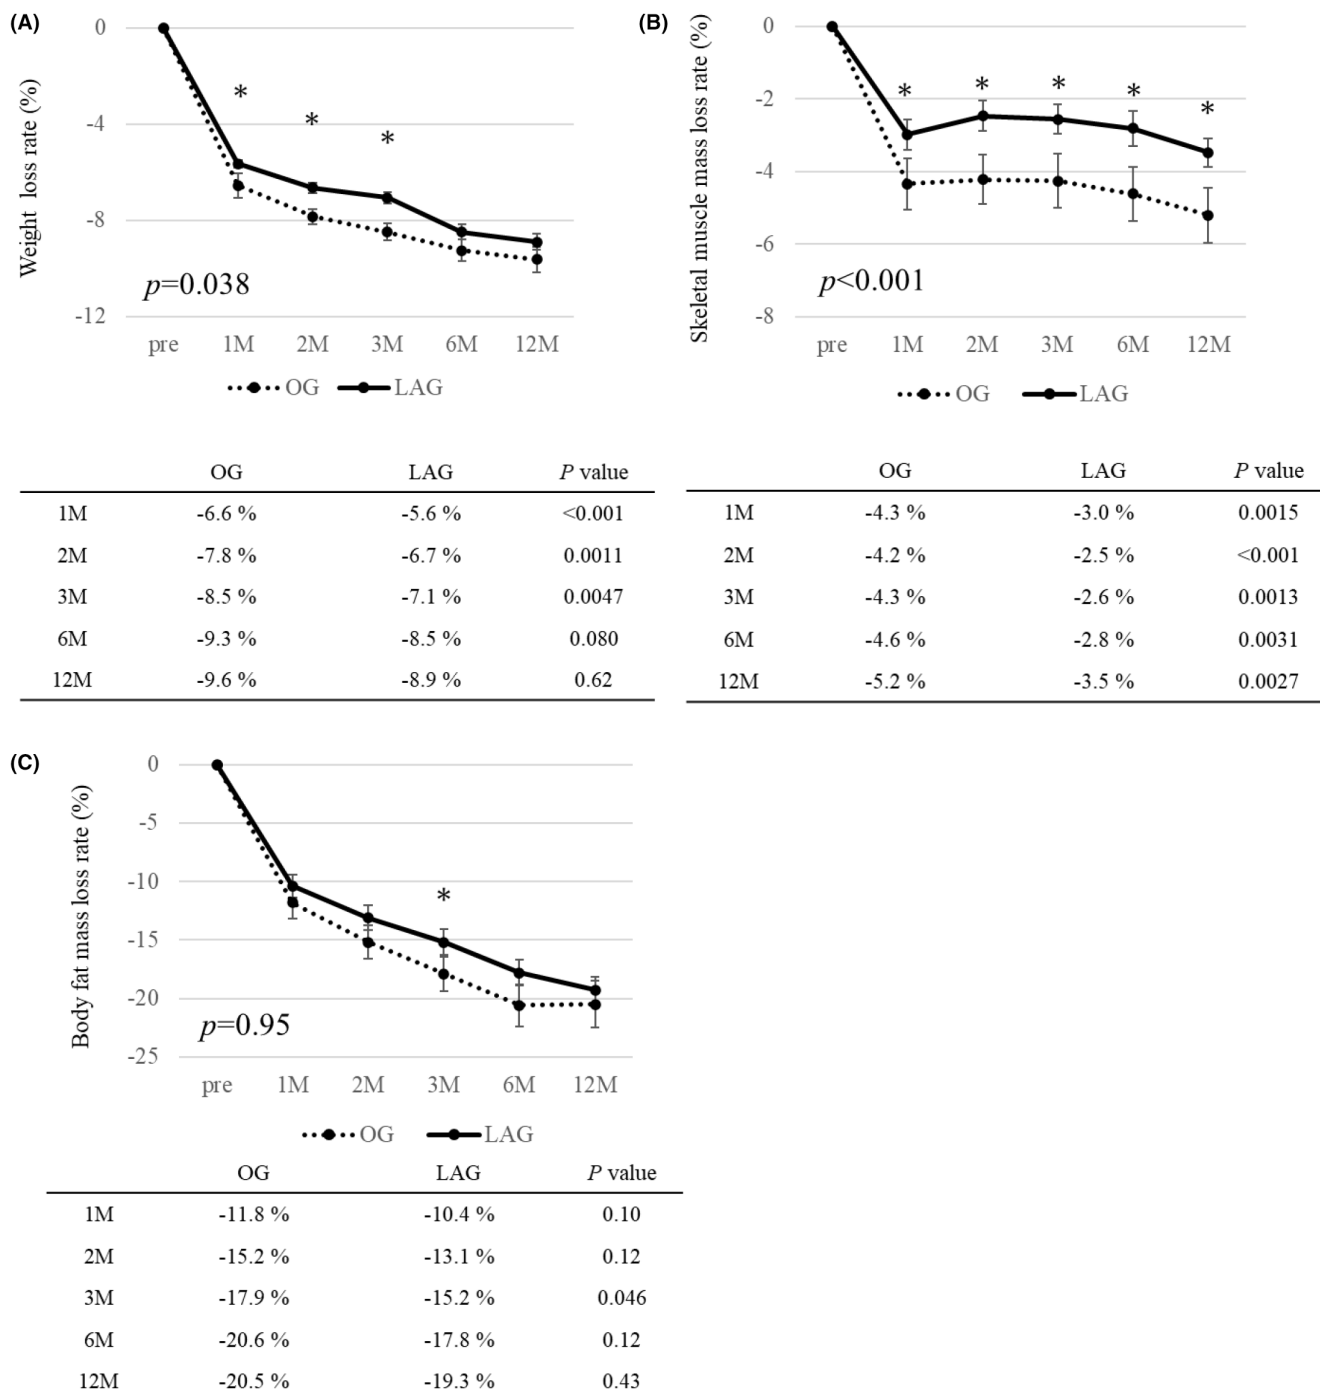 (A)
Weight loss rate (%)
0
-4
-8
-12
*
*
*
p=0.038
pre 1M 2M 3M 6M 12M
OG LAG
OG LAG P value
1M -6.6 % -5.6 % <0.001
2M -7.8 % -6.7 % 0.0011
3M -8.5 % -7.1 % 0.0047
6M -9.3 % -8.5 % 0.080
12M -9.6 % -8.9 % 0.62
(B)
Skeletal muscle mass loss rate (%)
0
-2
-4
-6
-8
* * * * *
p<0.001
pre 1M 2M 3M 6M 12M
OG LAG
OG LAG P value
1M -4.3 % -3.0 % 0.0015
2M -4.2 % -2.5 % <0.001
3M -4.3 % -2.6 % 0.0013
6M -4.6 % -2.8 % 0.0031
12M -5.2 % -3.5 % 0.0027
(C)
Body fat mass loss rate (%)
0
-5
-10
-15
-20
-25
*
p=0.95
pre 1M 2M 3M 6M 12M
OG LAG
OG LAG P value
1M -11.8 % -10.4 % 0.10
2M -15.2 % -13.1 % 0.12
3M -17.9 % -15.2 % 0.046
6M -20.6 % -17.8 % 0.12
12M -20.5 % -19.3 % 0.43